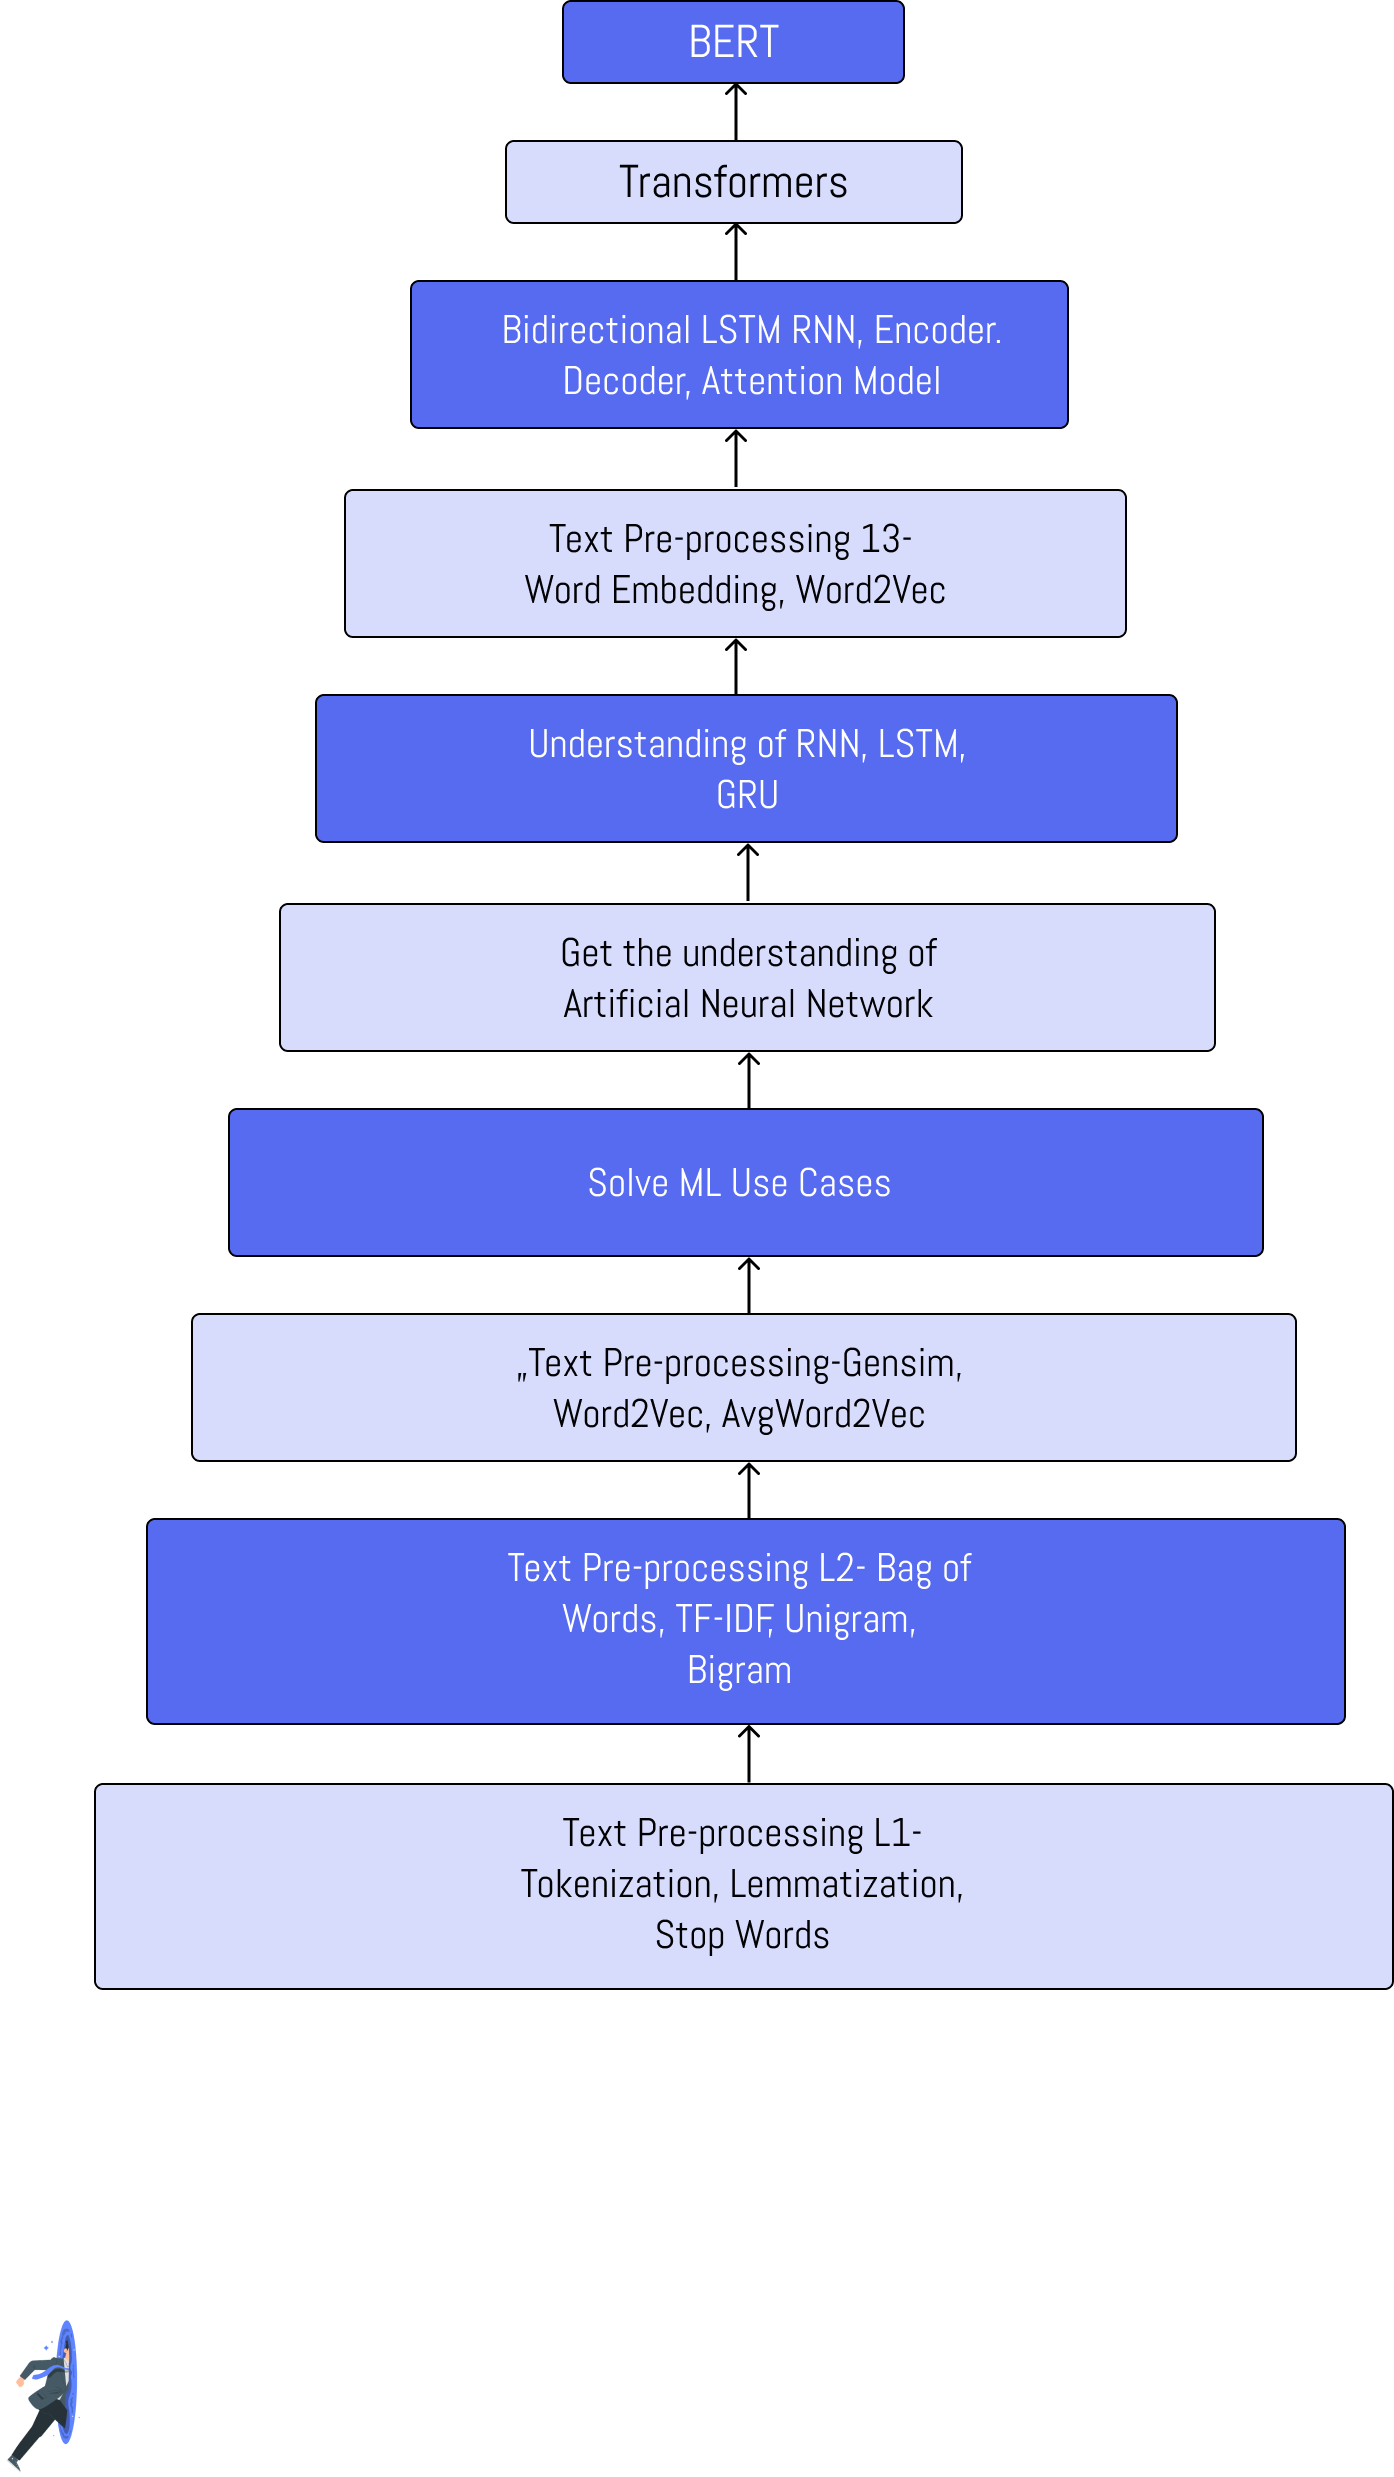 BERT
Transformers
Bidirectional LSTM RNN, Encoder.
Decoder, Attention Model
Text Pre-processing 13-
Word Embedding, Word2Vec
Understanding of RNN, LSTM,
GRU
Get the understanding of
Artificial Neural Network
Solve ML Use Cases
„Text Pre-processing-Gensim,
Word2Vec, AvgWord2Vec
Text Pre-processing L2- Bag of
Words, TF-IDF, Unigram,
Bigram
Text Pre-processing L1-
Tokenization, Lemmatization,
Stop Words